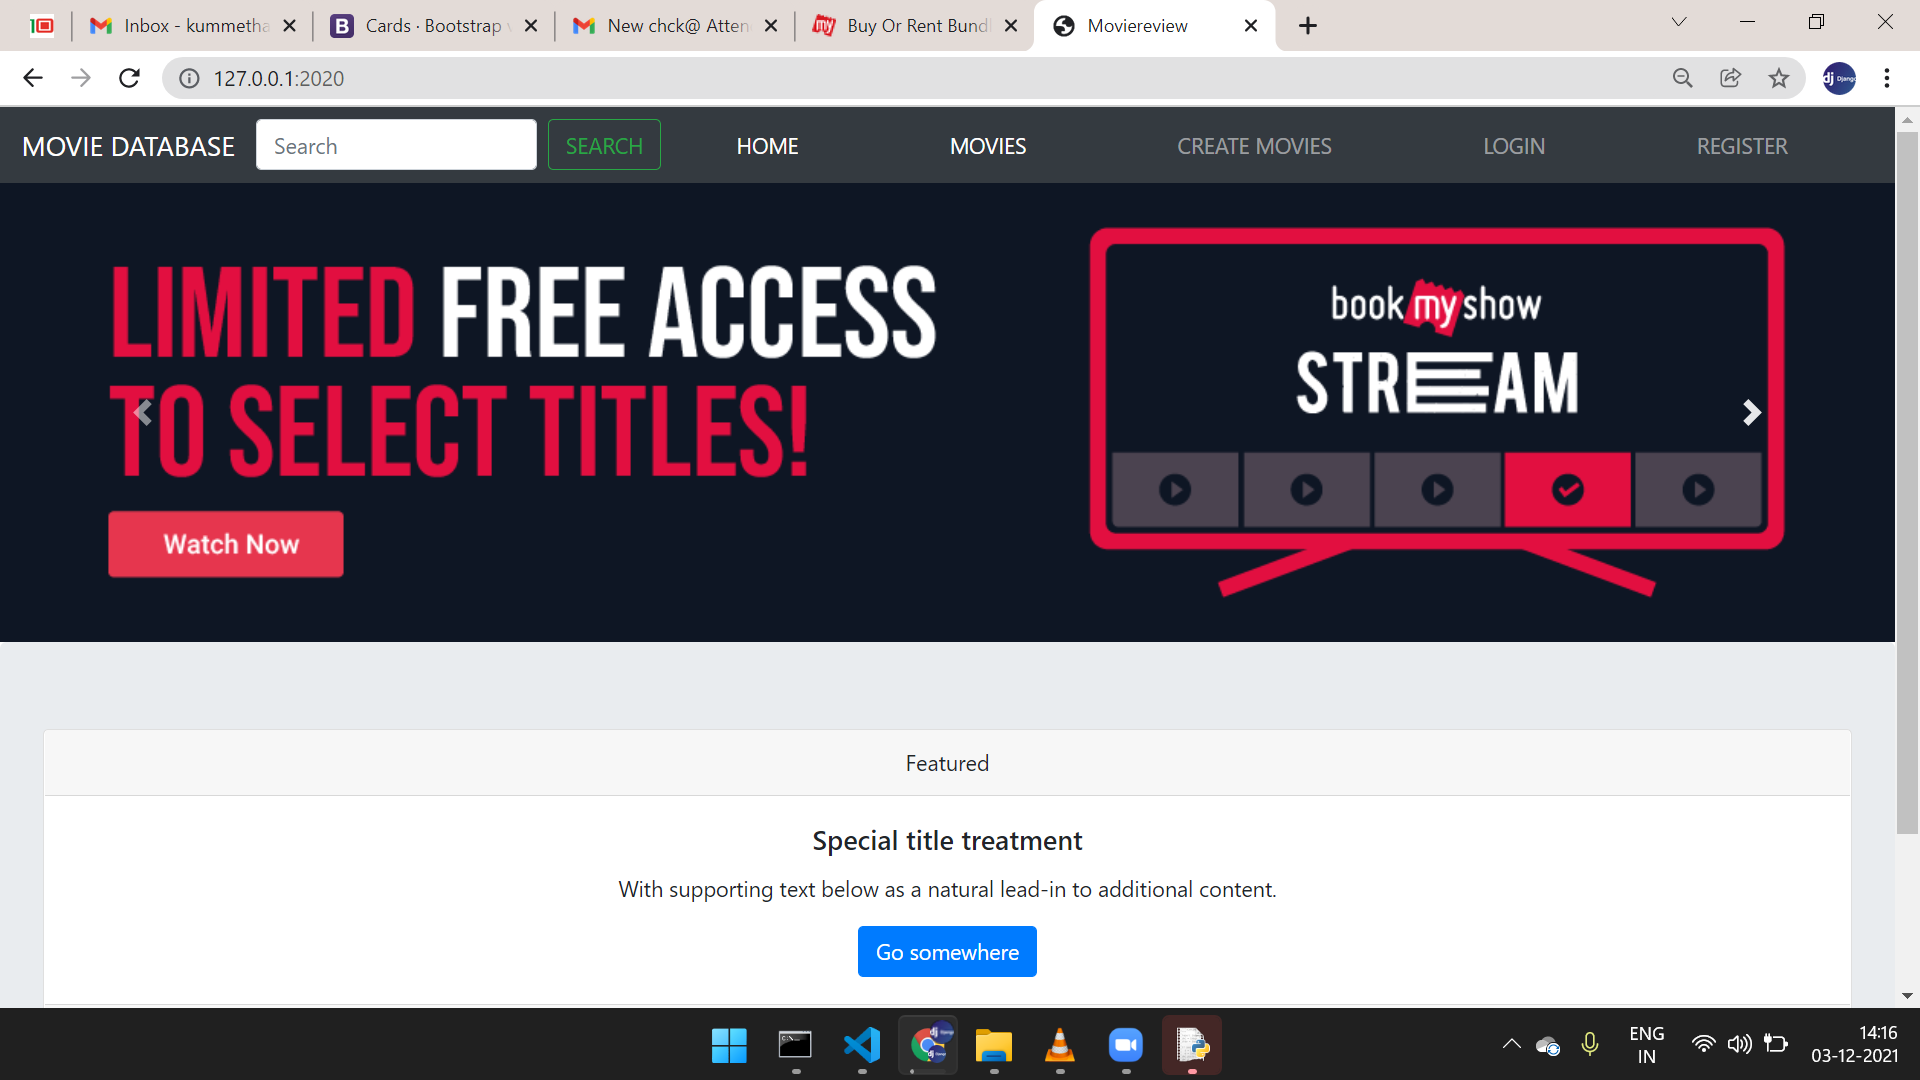 Inbox - kummetha
Cards · Bootstrap v
New chck@ Atten
Buy Or Rent Bund
Moviereview
127.0.0.1:2020
dj Django
MOVIE DATABASE
Search
SEARCH
HOME
MOVIES
CREATE MOVIES
LOGIN
REGISTER
LIMITED FREE ACCESS
TO SELECT TITLES!
Watch Now
bookmyshow
STREAM
Featured
Special title treatment
With supporting text below as a natural lead-in to additional content.
Go somewhere
ENG
IN
14:16
03-12-2021